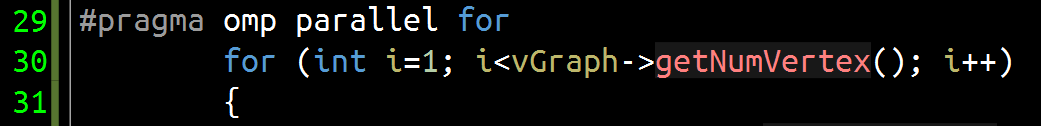 29 #pragma omp parallel for
30 for (int i=1; i<vGraph->getNumVertex(); i++)
31 {